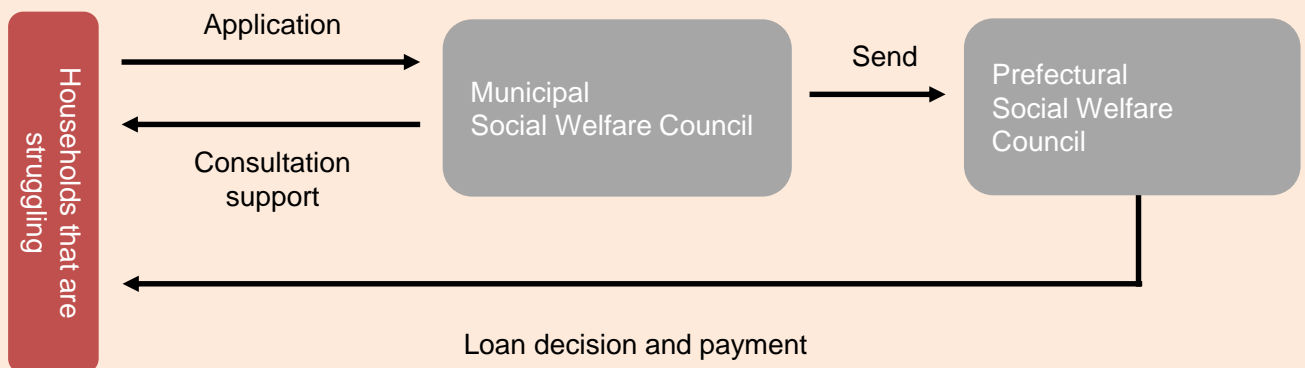 Households that are
struggling
Application
Consultation
support
Municipal
Social Welfare Council
Send
Prefectural
Social Welfare
Council
Loan decision and payment